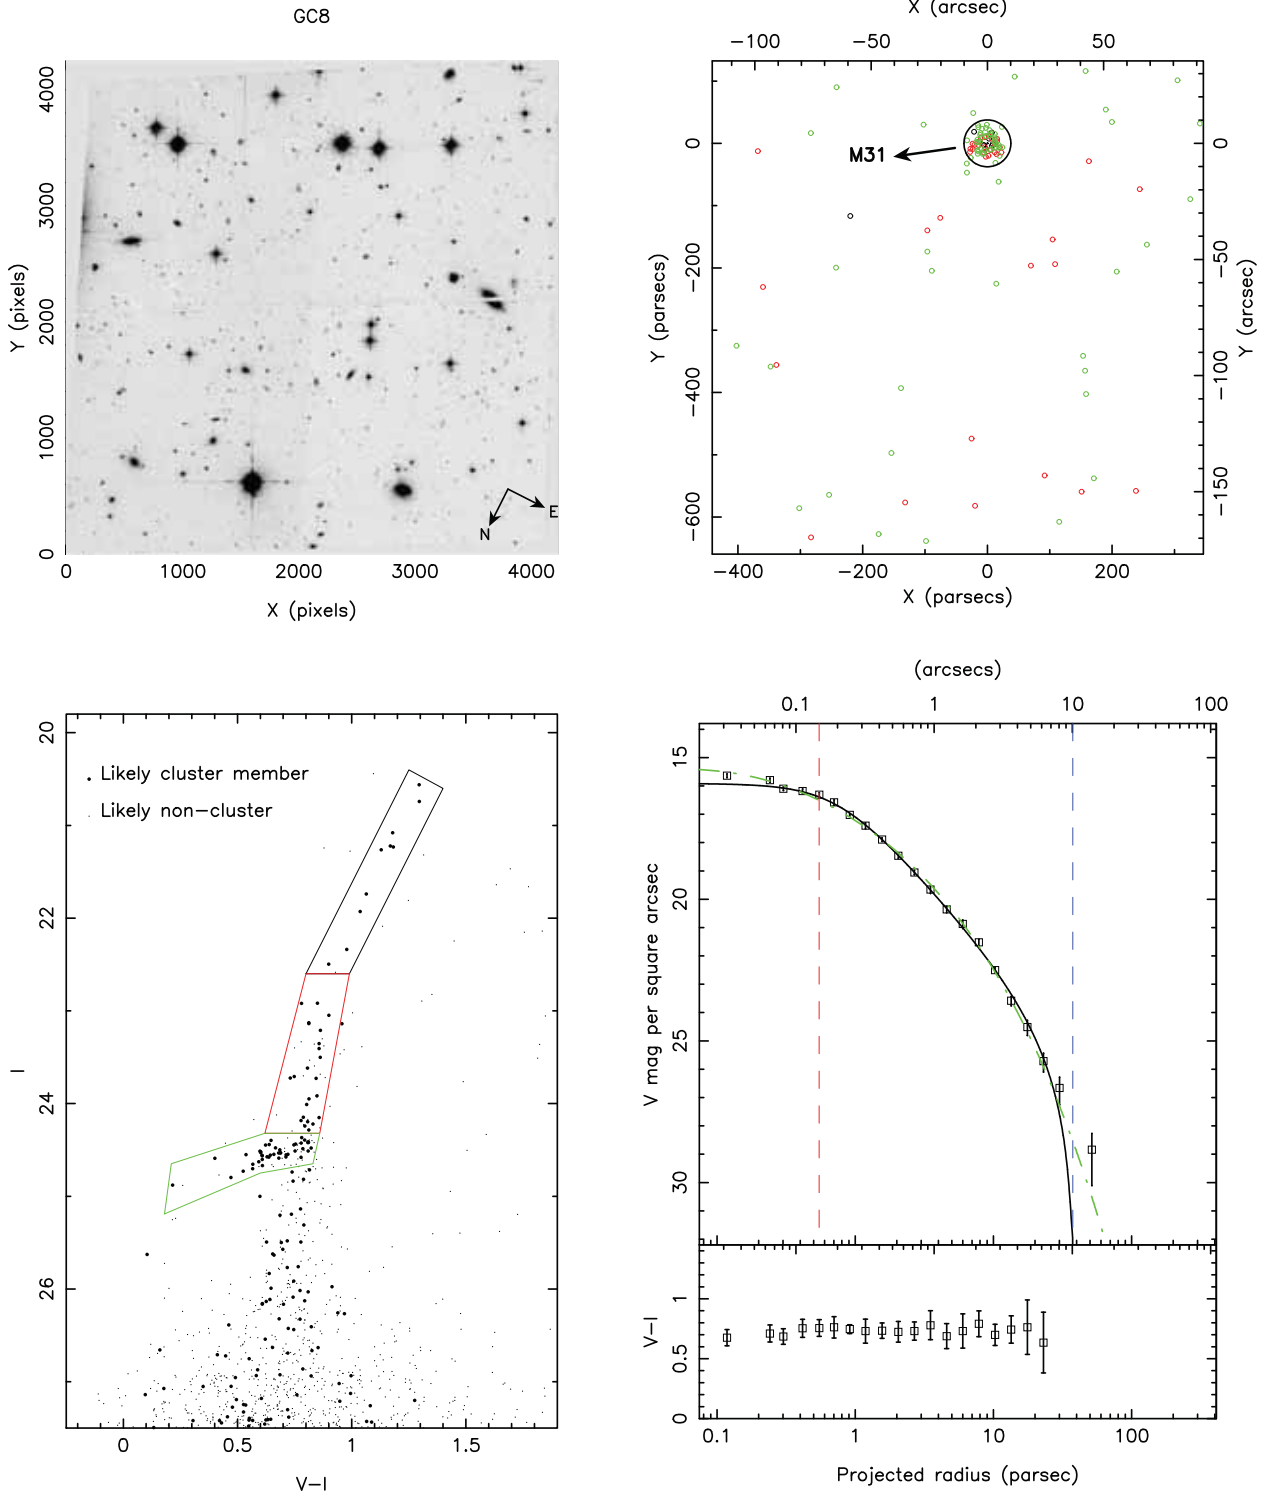 GC8
4000
3000
2000
1000
0
Y (pixels)
0 1000 2000 3000 4000
X (pixels)
N
E
X (arcsec)
−100 −50 0 50
0
−200
−400
−600
Y (parsecs)
M31
0
−50
−100
−150
Y (arcsec)
−400 −200 0 200
X (parsecs)
20
22
24
26
I
Likely cluster member
Likely non−cluster
0 0.5 1 1.5
V−I
(arcsecs)
0.1 1 10 100
15
20
25
30
V mag per square arcsec
1
0.5
0
V−I
0.1 1 10 100
Projected radius (parsec)